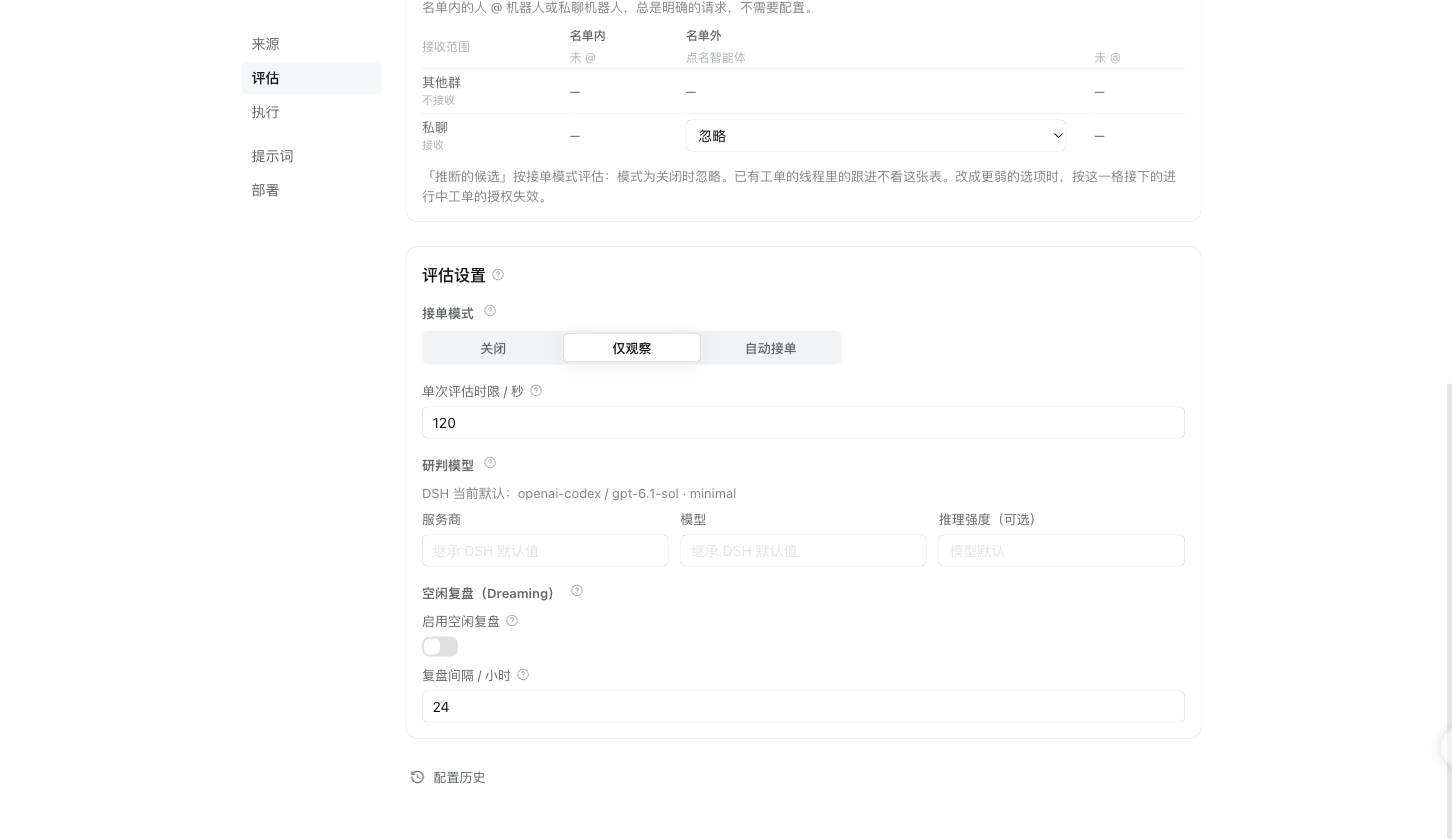 名单内的人 @ 机器人或私聊机器人，总是明确的请求，不需要配置。
来源
评估
执行
提示词
部署
接收范围
名单内
未 @
名单外
点名智能体
未 @
其他群
不接收
—
—
—
私聊
接收
—
忽略
—
「推断的候选」按接单模式评估：模式为关闭时忽略。已有工单的线程里的跟进不看这张表。改成更弱的选项时，按这一格接下的进
行中工单的授权失效。
评估设置
接单模式
关闭
仅观察
自动接单
单次评估时限 / 秒
120
研判模型
DSH 当前默认：openai-codex / gpt-6.1-sol · minimal
服务商
模型
推理强度（可选）
继承 DSH 默认值
继承 DSH 默认值
模型默认
空闲复盘（Dreaming）
启用空闲复盘
复盘间隔 / 小时
24
配置历史